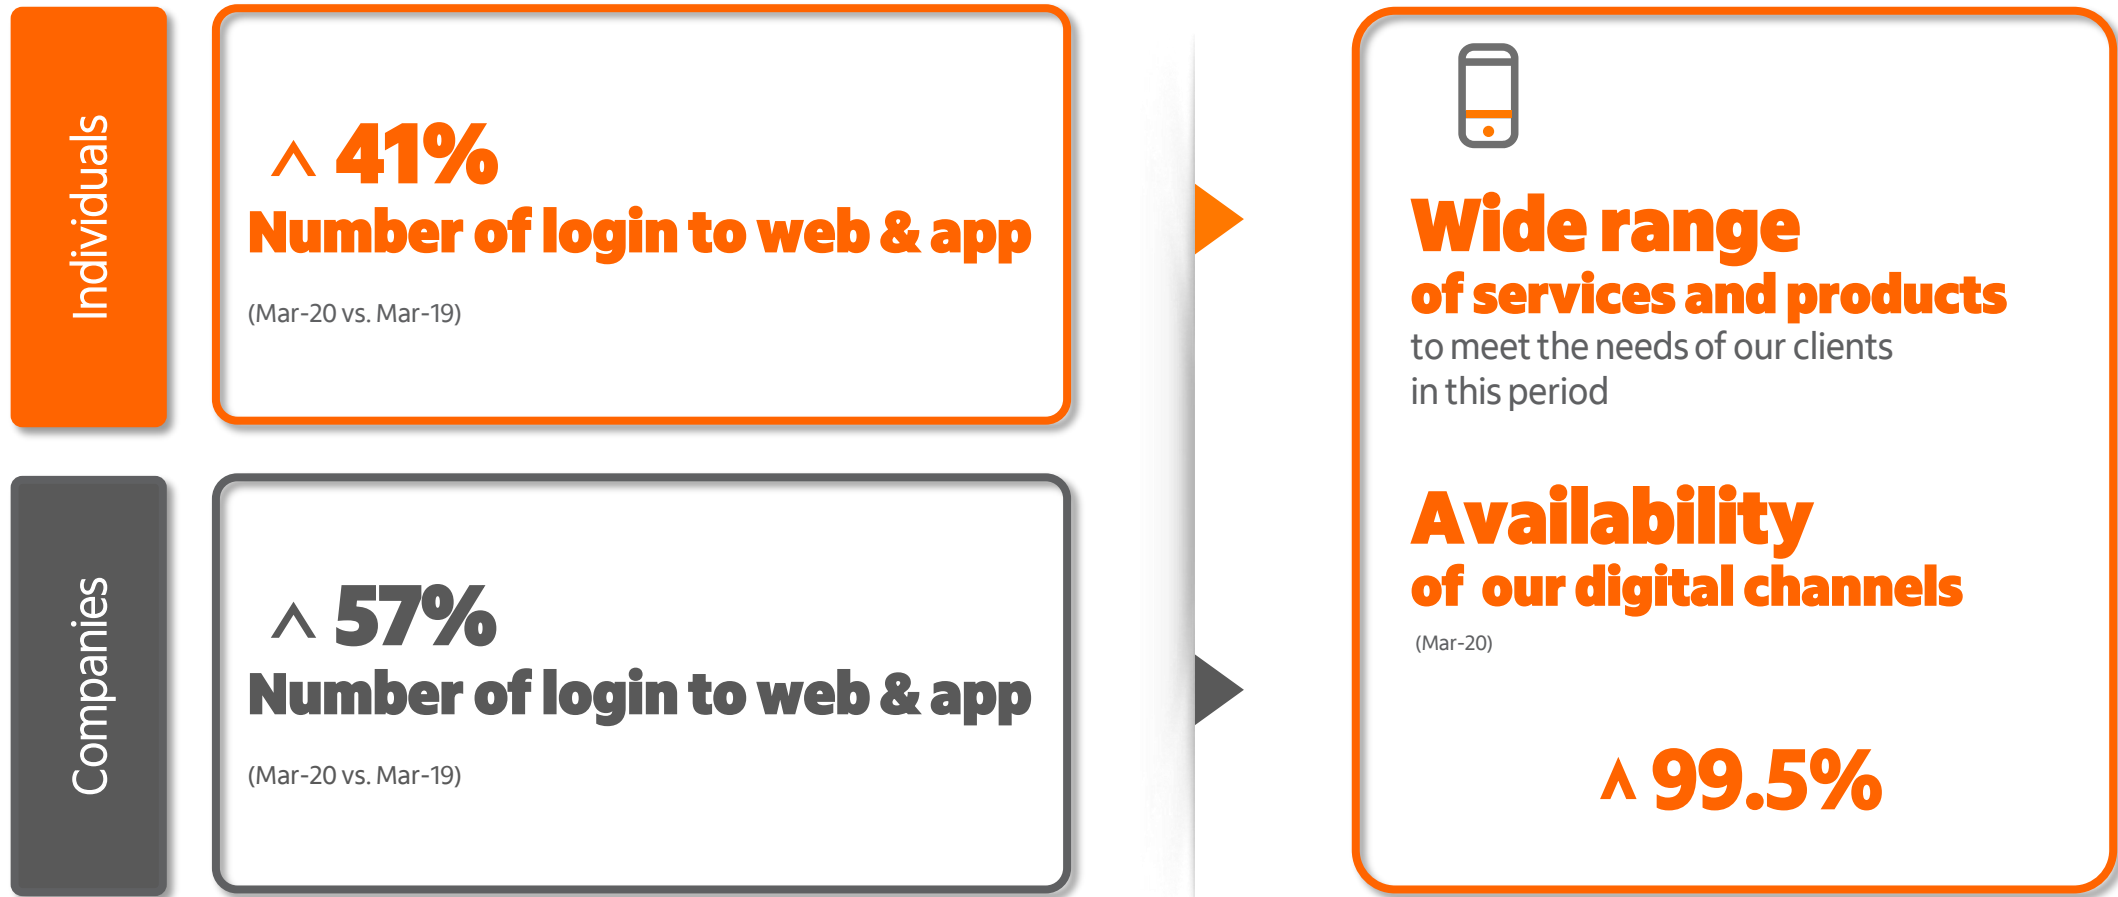 Individuals
^ 41%
Number of login to web & app
(Mar-20 vs. Mar-19)
Companies
^ 57%
Number of login to web & app
(Mar-20 vs. Mar-19)
Wide range
of services and products
to meet the needs of our clients
in this period
Availability
of our digital channels
(Mar-20)
^ 99.5%